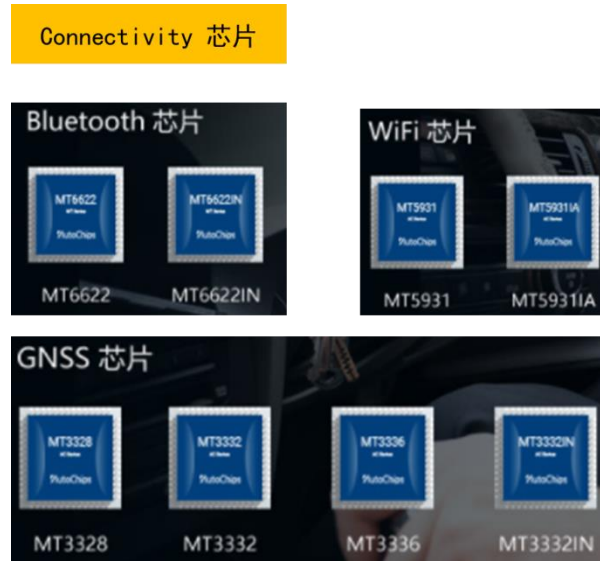 Connectivity 芯片
Bluetooth 芯片
MT6622
AutoChips
MT6622IN
AutoChips
MT6622
MT6622IN
WiFi 芯片
MT5931
AutoChips
MT5931IA
AutoChips
MT5931
MT5931IA
GNSS 芯片
MT3328
AutoChips
MT3332
AutoChips
MT3336
AutoChips
MT3332IN
AutoChips
MT3328
MT3332
MT3336
MT3332IN